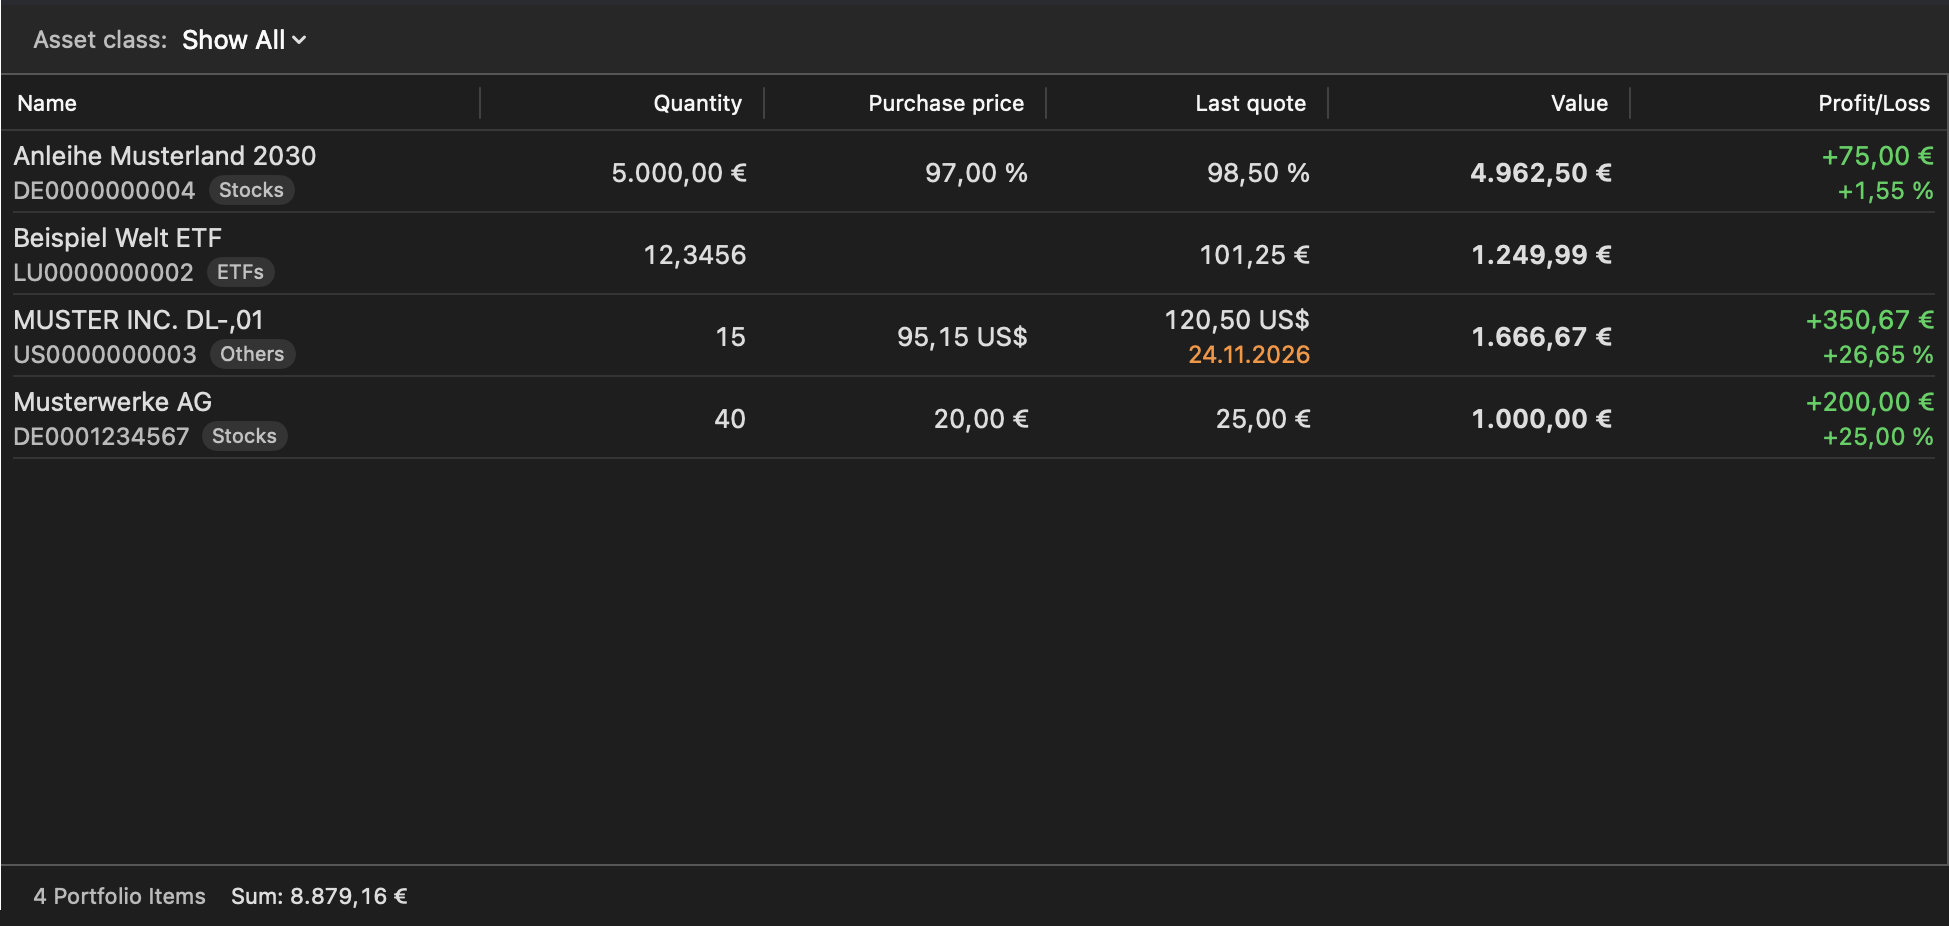 Asset class: Show All
Name Quantity Purchase price Last quote Value Profit/Loss
Anleihe Musterland 2030 5.000,00 € 97,00 % 98,50 % 4.962,50 € +75,00 €
DE0000000004 Stocks +1,55 %
Beispiel Welt ETF 12,3456 101,25 € 1.249,99 €
LU0000000002 ETFs
MUSTER INC. DL-,01 15 95,15 US$ 120,50 US$ 1.666,67 € +350,67 €
US0000000003 Others 24.11.2026 +26,65 %
Musterwerke AG 40 20,00 € 25,00 € 1.000,00 € +200,00 €
DE0001234567 Stocks +25,00 %
4 Portfolio Items Sum: 8.879,16 €